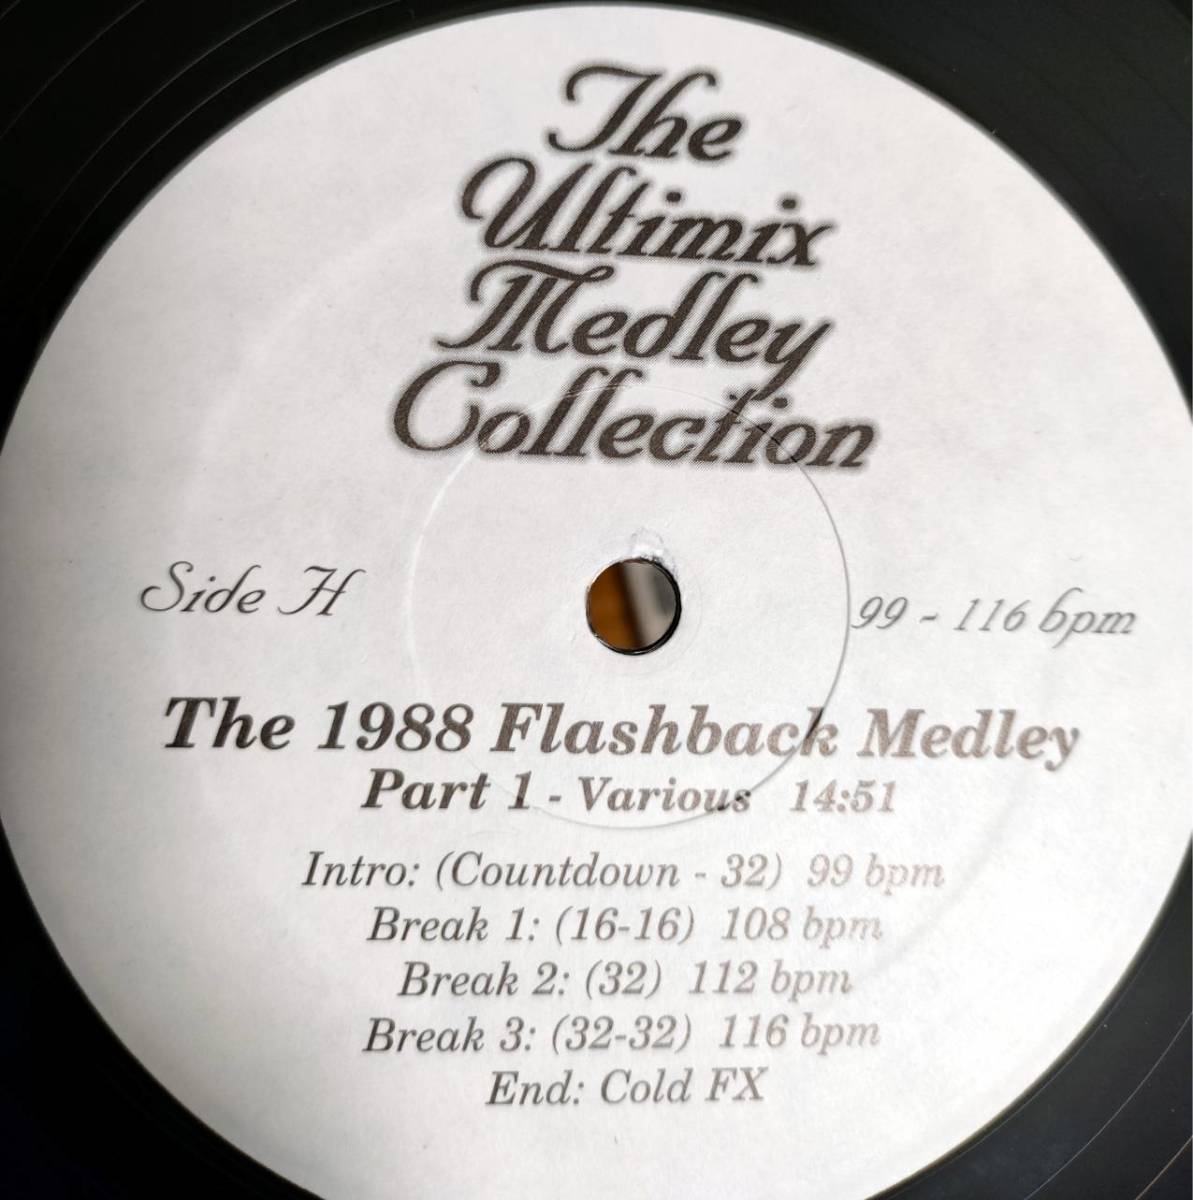 The
Ultimix
Medley
Collection
Side H
99 - 116 bpm
The 1988 Flashback Medley
Part 1 - Various 14:51
Intro: (Countdown - 32) 99 bpm
Break 1: (16-16) 108 bpm
Break 2: (32) 112 bpm
Break 3: (32-32) 116 bpm
End: Cold FX